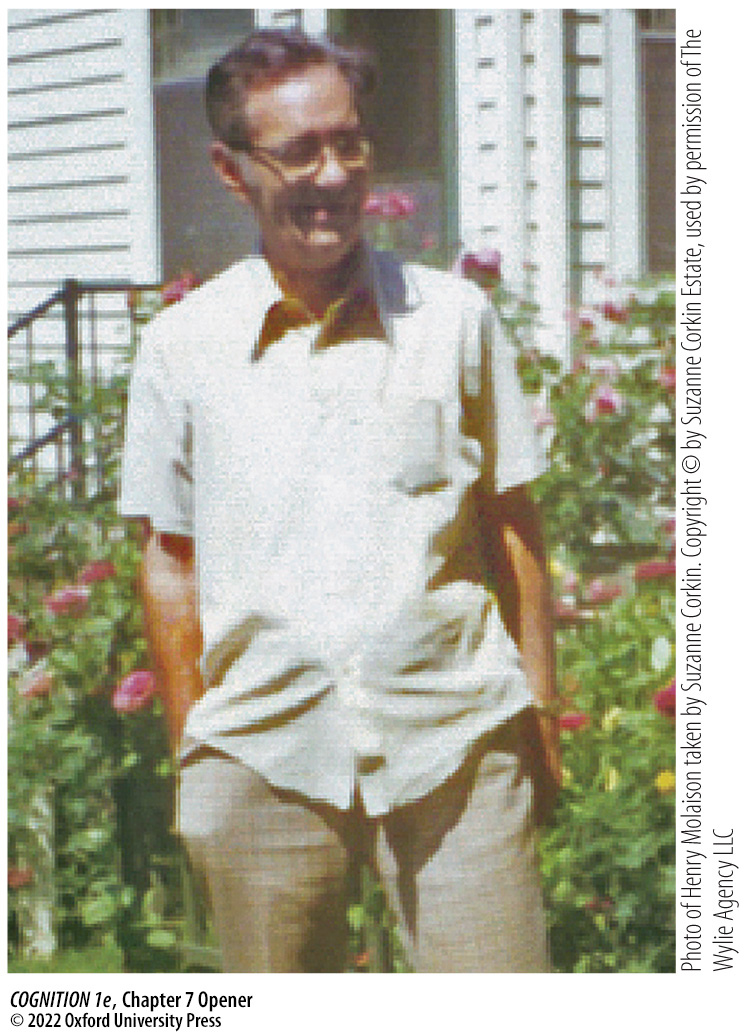 Photo of Henry Molaison taken by Suzanne Corkin. Copyright © by Suzanne Corkin Estate, used by permission of The
Wylie Agency LLC
COGNITION 1e, Chapter 7 Opener
© 2022 Oxford University Press